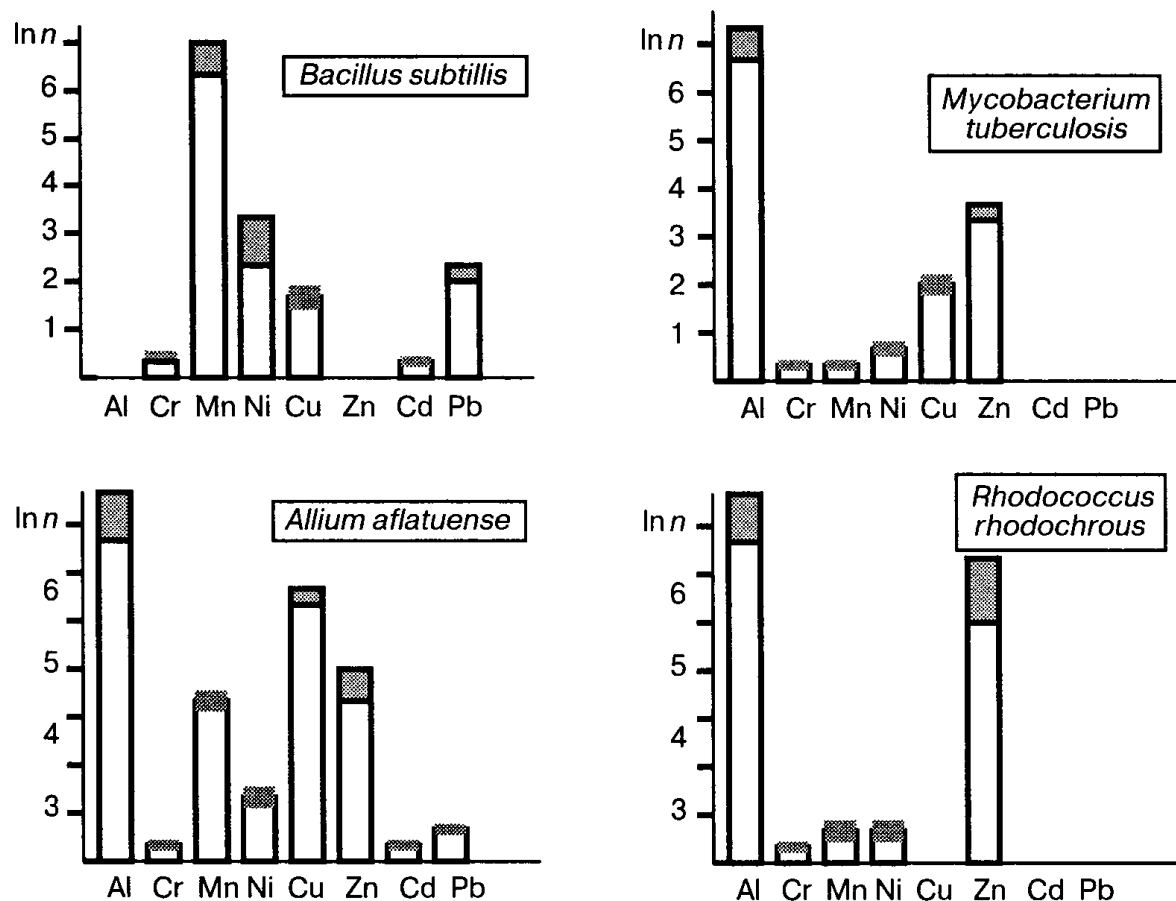 ln n
6
5
4
3
2
1
Bacillus subtillis
Al Cr Mn Ni Cu Zn Cd Pb
ln n
6
5
4
3
2
1
Mycobacterium
tuberculosis
Al Cr Mn Ni Cu Zn Cd Pb
ln n
6
5
4
3
Allium aflatuense
Al Cr Mn Ni Cu Zn Cd Pb
ln n
6
5
4
3
Rhodococcus
rhodochrous
Al Cr Mn Ni Cu Zn Cd Pb